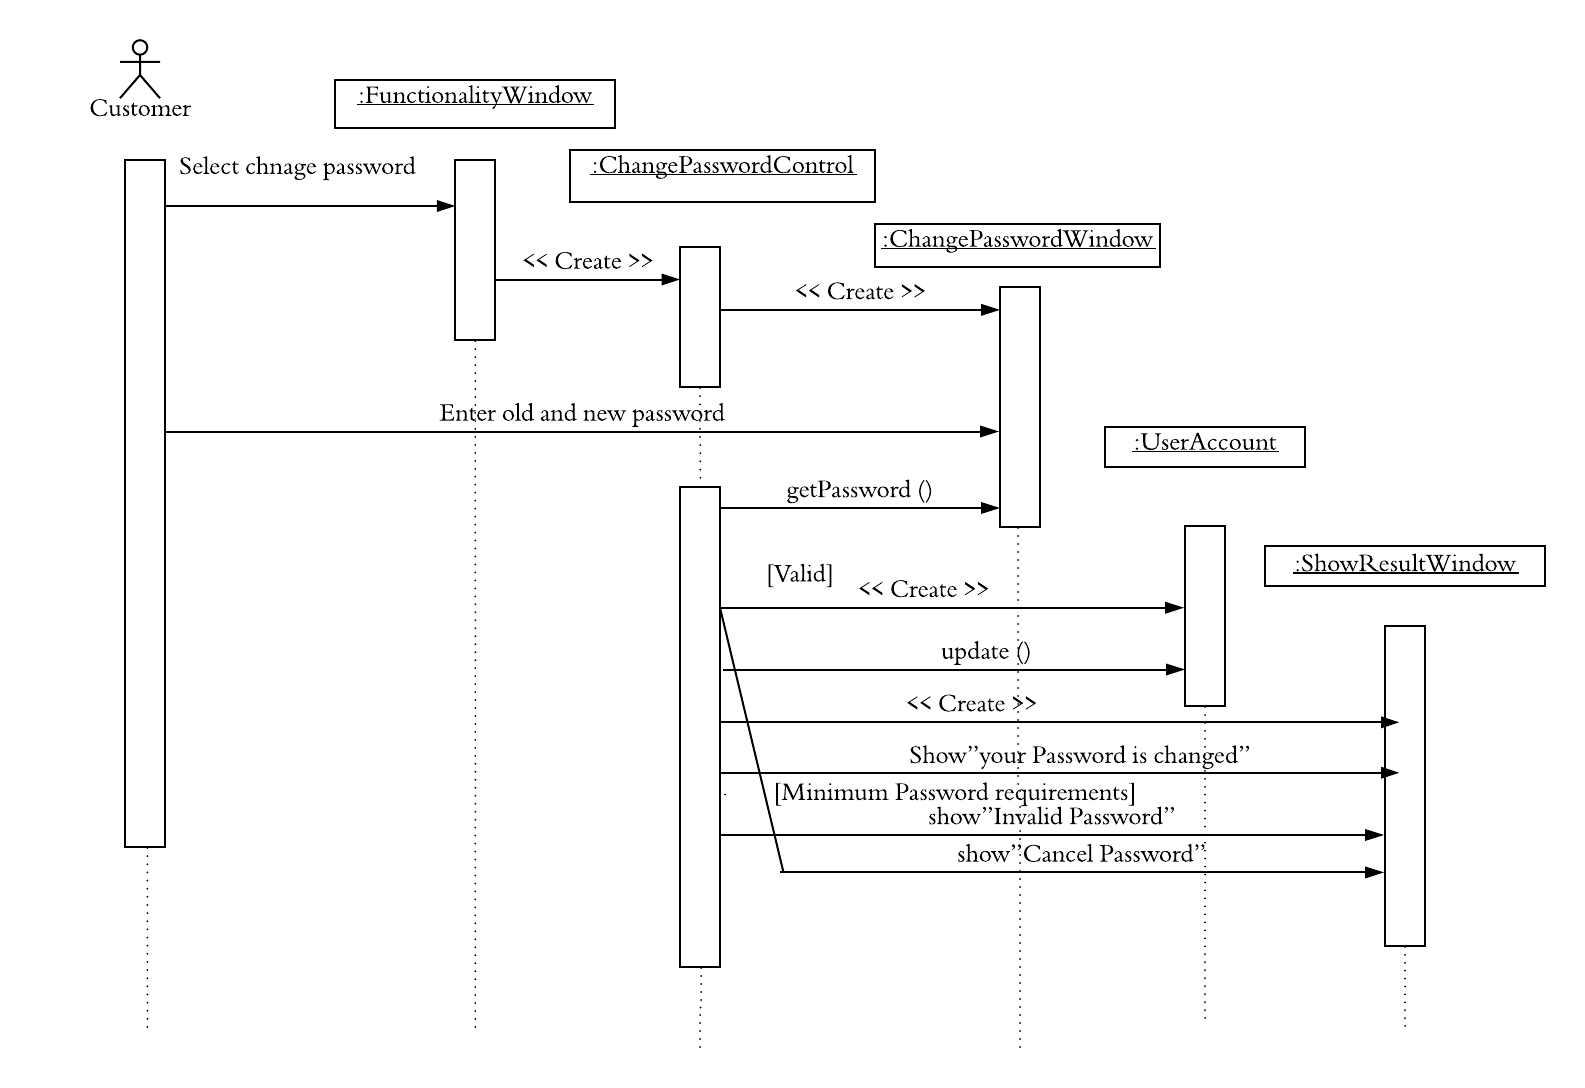 Customer
:FunctionalityWindow
Select chnage password
:ChangePasswordControl
:ChangePasswordWindow
<< Create >>
<< Create >>
Enter old and new password
:UserAccount
getPassword ()
[Valid]
<< Create >>
:ShowResultWindow
update ()
<< Create >>
Show”your Password is changed”
[Minimum Password requirements]
show”Invalid Password”
show”Cancel Password”